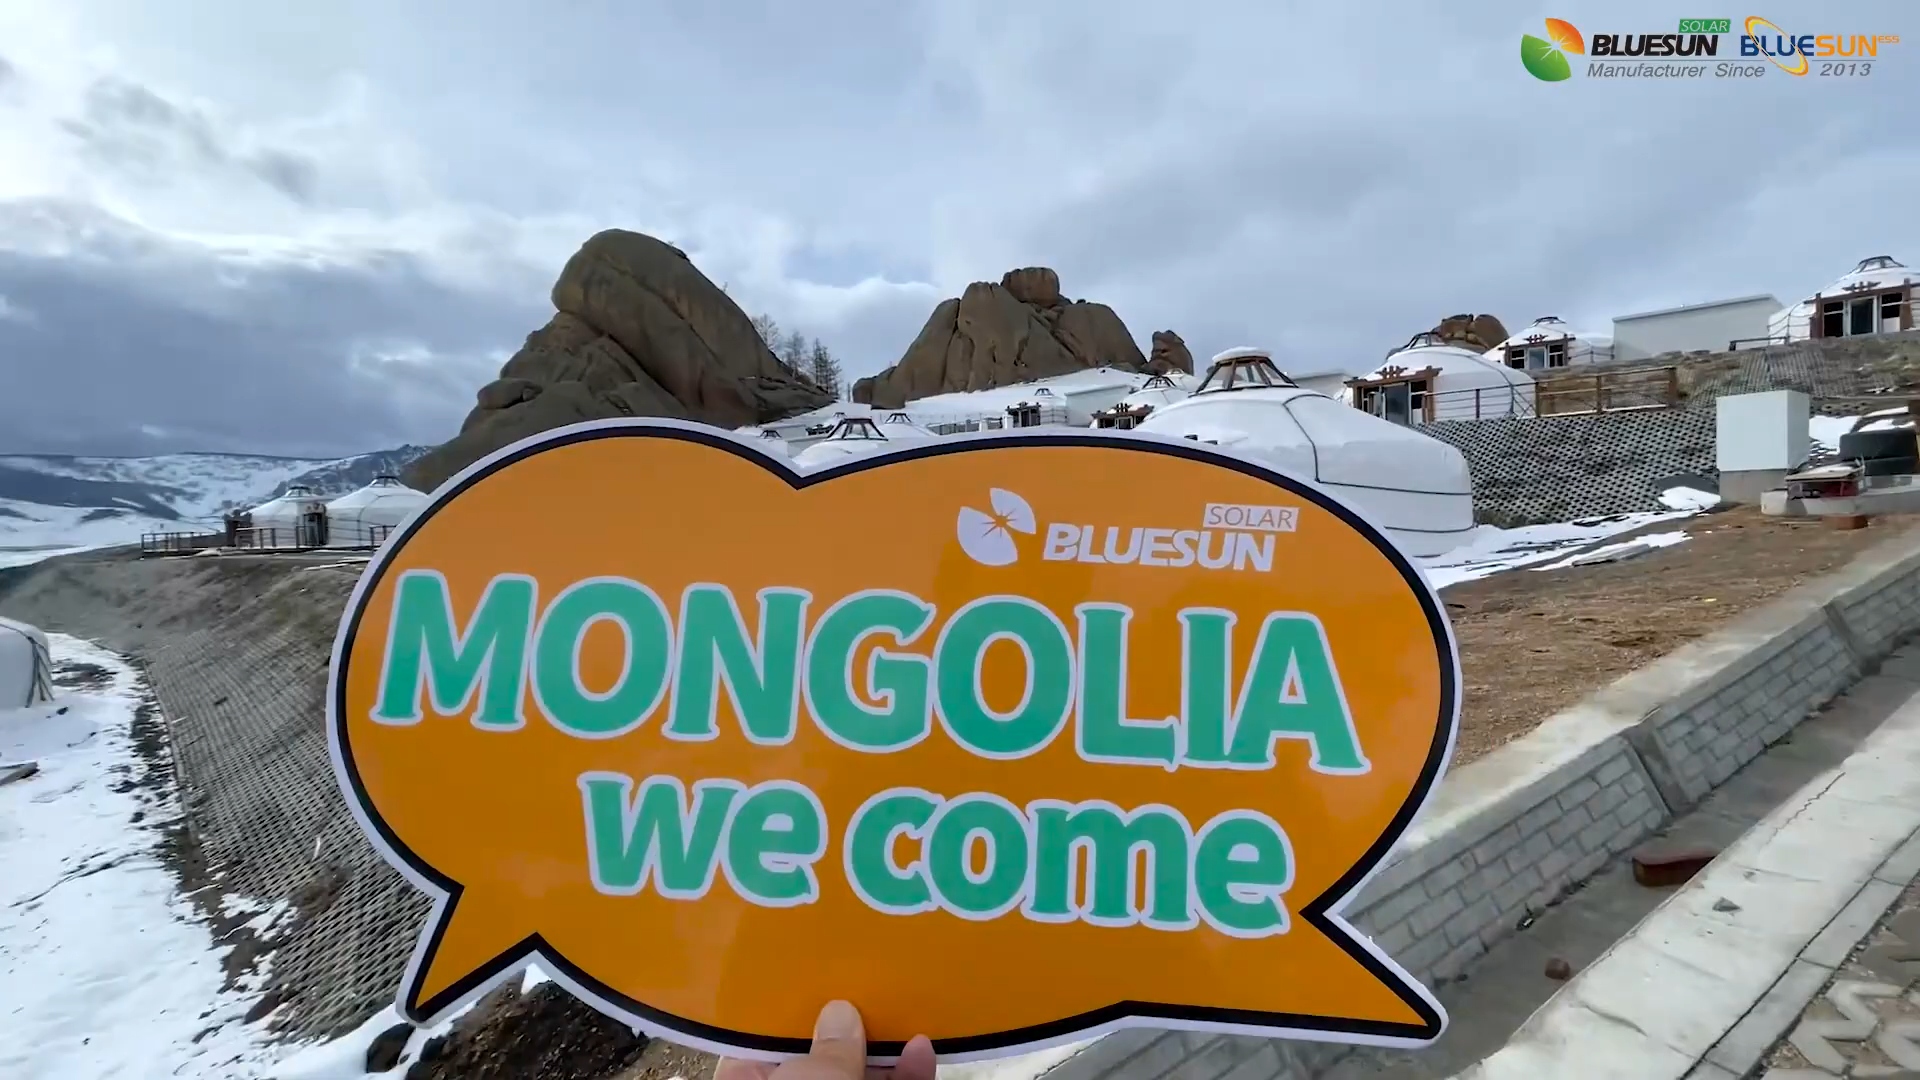 SOLAR
BLUESUN BLUESUN ESS
Manufacturer Since 2013
SOLAR
BLUESUN
MONGOLIA
we come